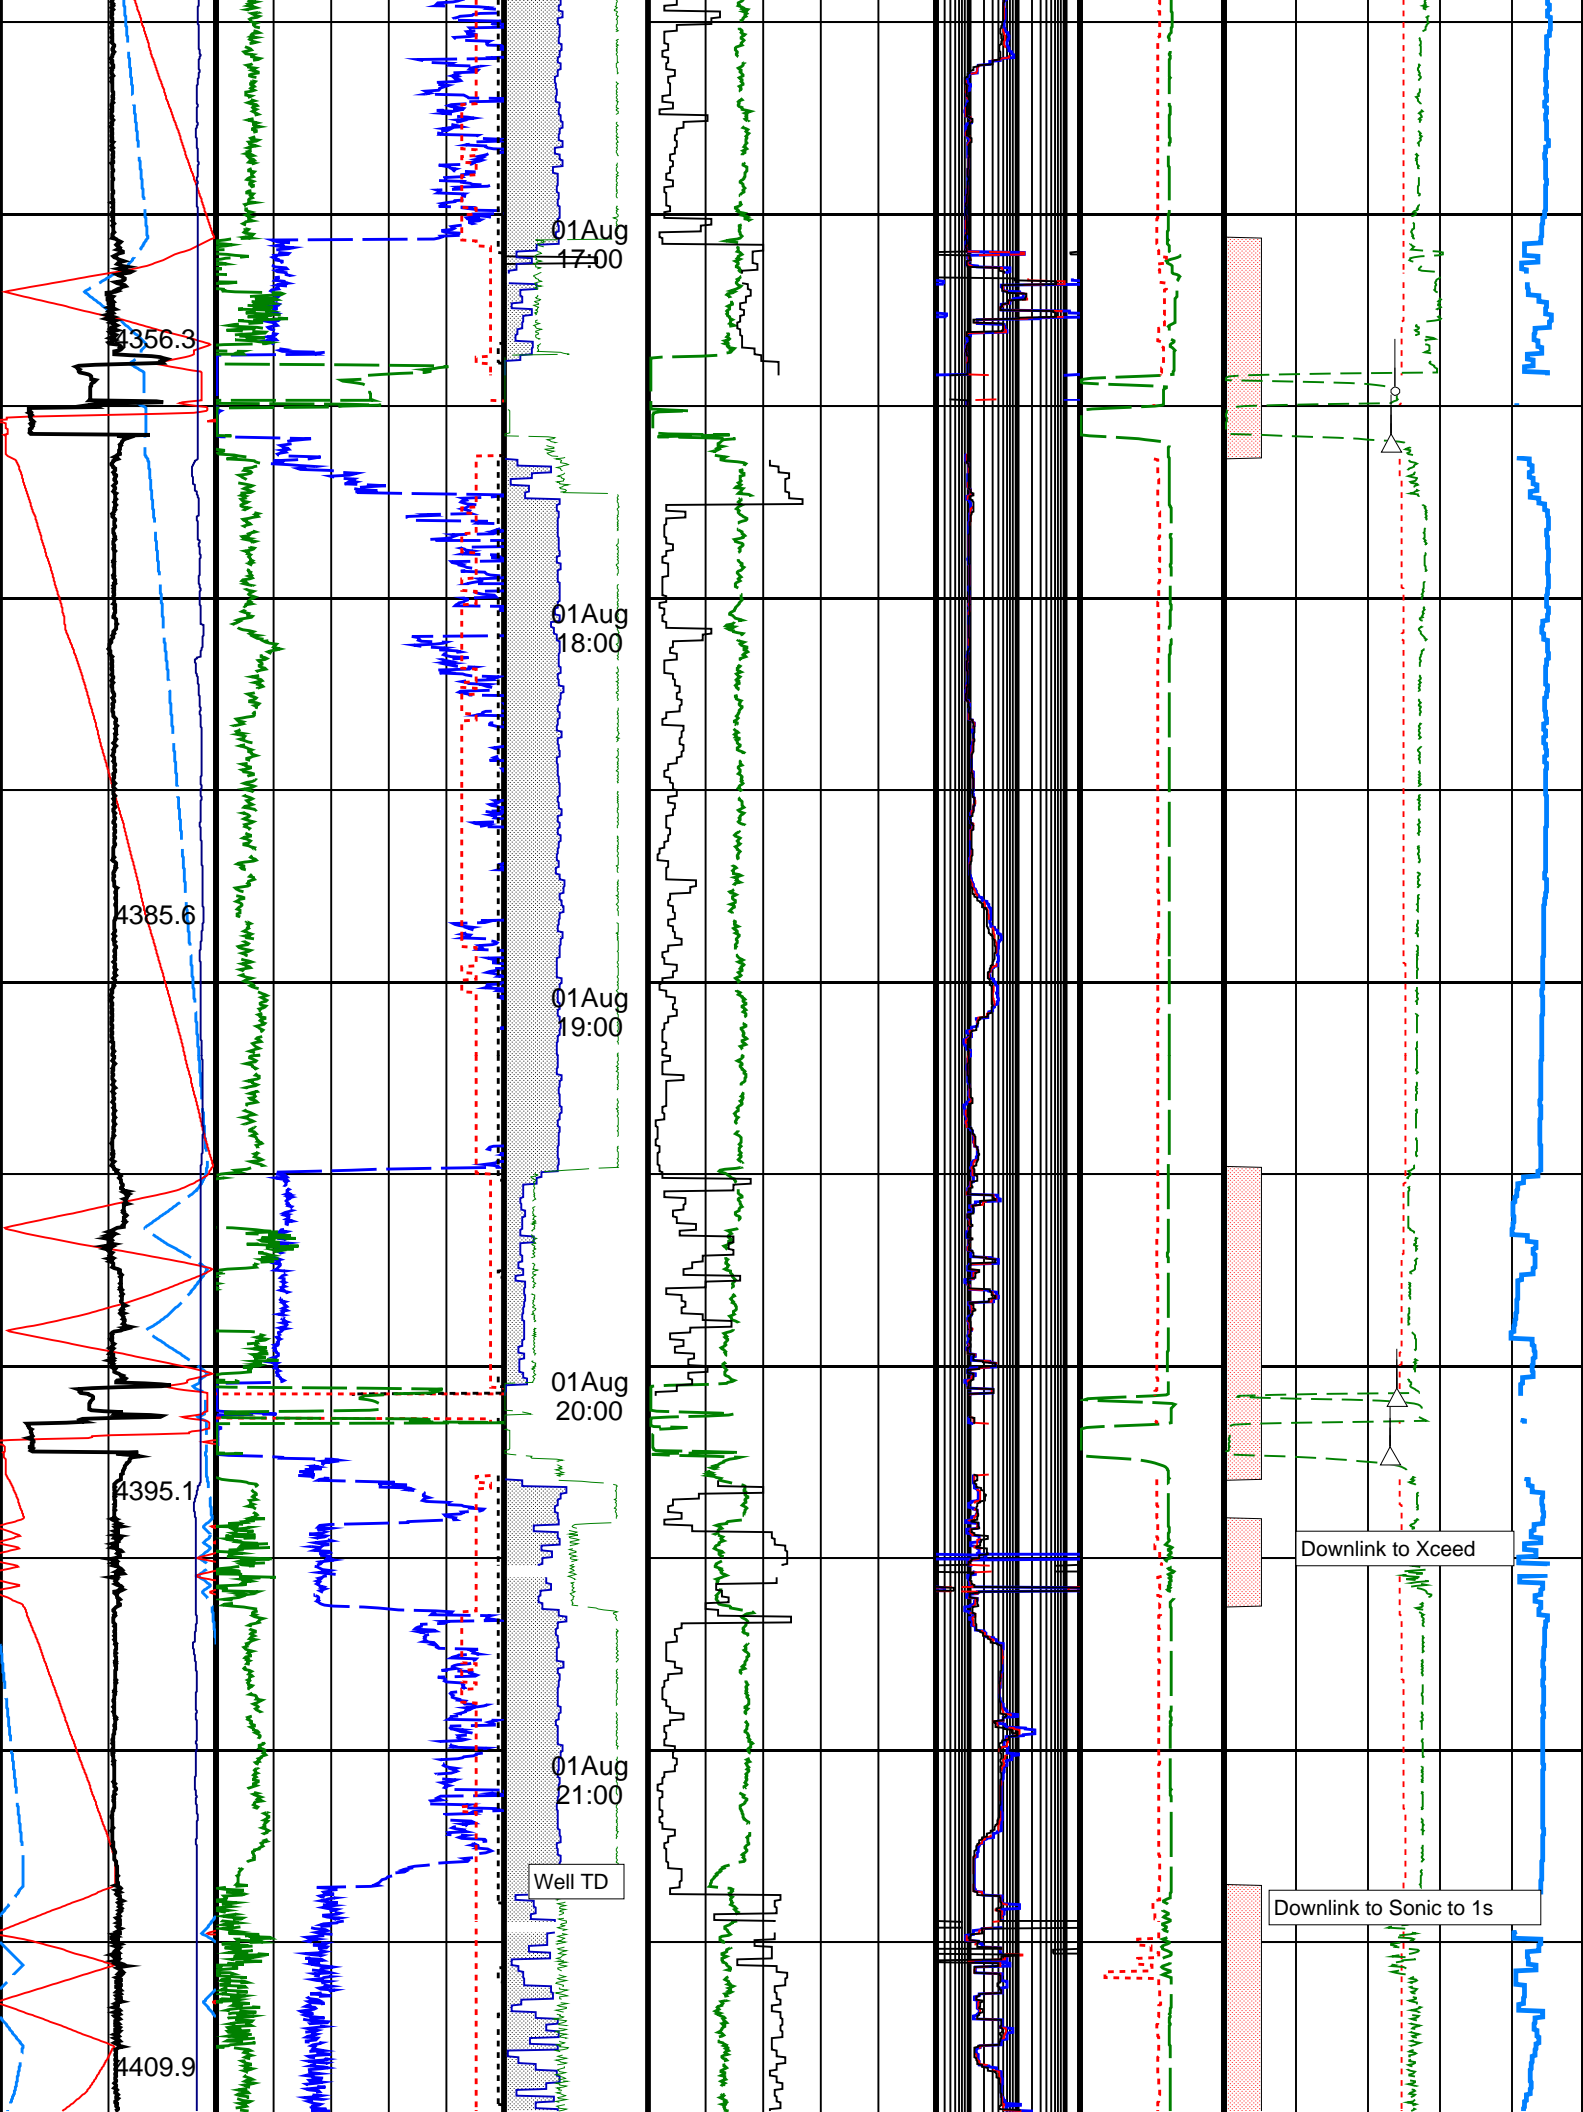 01Aug
17:00
4356.3
01Aug
18:00
4385.6
01Aug
19:00
01Aug
20:00
4395.1
Downlink to Xceed
01Aug
21:00
Well TD
Downlink to Sonic to 1s
4409.9